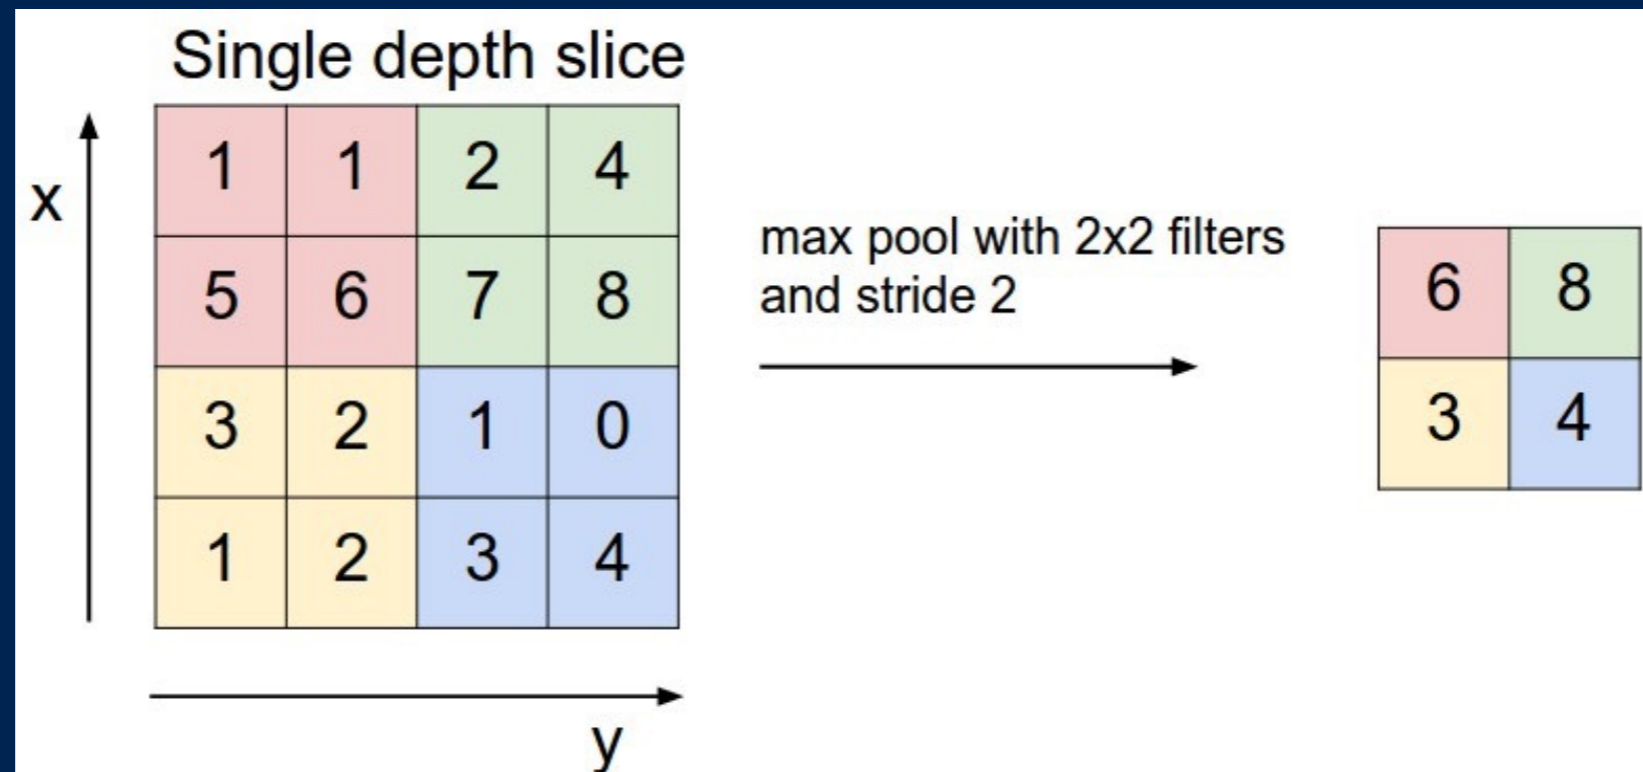 Single depth slice
x
1 1 2 4
5 6 7 8
3 2 1 0
1 2 3 4
y
max pool with 2x2 filters
and stride 2
6 8
3 4